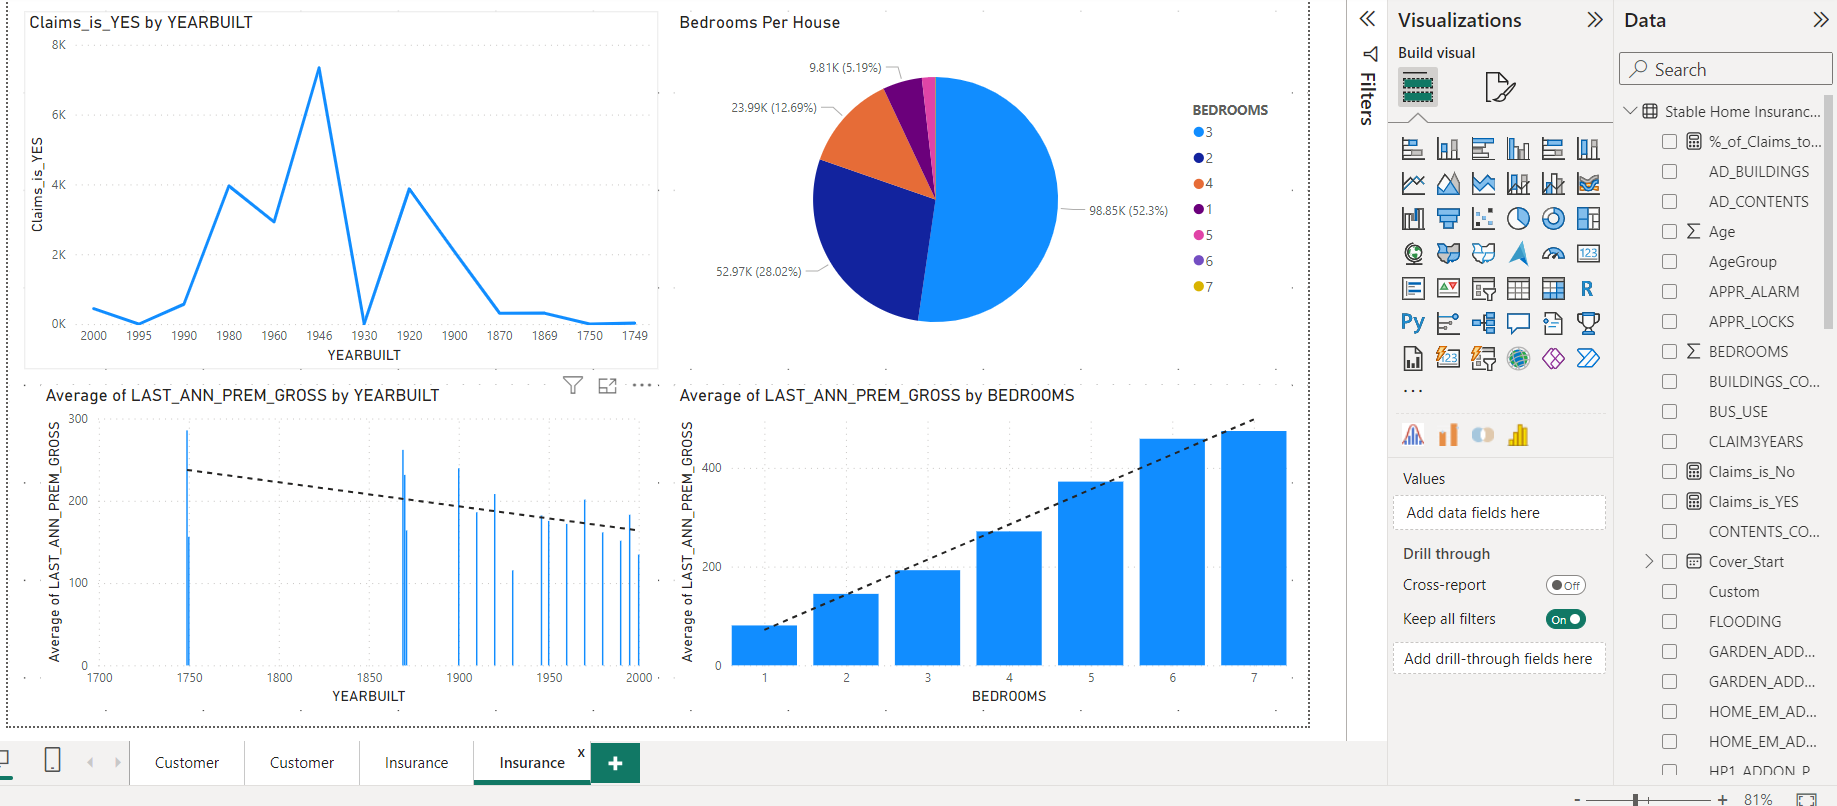 Claims_is_YES by YEARBUILT
8K
6K
4K
2K
0K
Claims_is_YES
2000 1995 1990 1980 1960 1946 1930 1920 1900 1870 1869 1750 1749
YEARBUILT
Bedrooms Per House
9.81K (5.19%)
23.99K (12.69%)
52.97K (28.02%)
98.85K (52.3%)
BEDROOMS
3
2
4
1
5
6
7
Average of LAST_ANN_PREM_GROSS by YEARBUILT
300
200
100
0
Average of LAST_ANN_PREM_GROSS
1700 1750 1800 1850 1900 1950 2000
YEARBUILT
Average of LAST_ANN_PREM_GROSS by BEDROOMS
400
200
0
Average of LAST_ANN_PREM_GROSS
1 2 3 4 5 6 7
BEDROOMS
Customer Customer Insurance Insurance x +
Filters
Visualizations
Build visual
123
R
Py
123
...
Values
Add data fields here
Drill through
Cross-report Off
Keep all filters On
Add drill-through fields here
Data
Search
Stable Home Insuranc...
%_of_Claims_to...
AD_BUILDINGS
AD_CONTENTS
Age
AgeGroup
APPR_ALARM
APPR_LOCKS
BEDROOMS
BUILDINGS_CO...
BUS_USE
CLAIM3YEARS
Claims_is_No
Claims_is_YES
CONTENTS_CO...
Cover_Start
Custom
FLOODING
GARDEN_ADD...
GARDEN_ADD...
HOME_EM_AD...
HOME_EM_AD...
HP1_ADDON_P
- + 81%